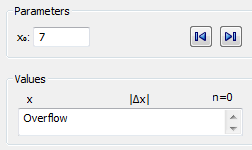 Parameters
x₀: 7
Values
x |Δx| n=0
Overflow